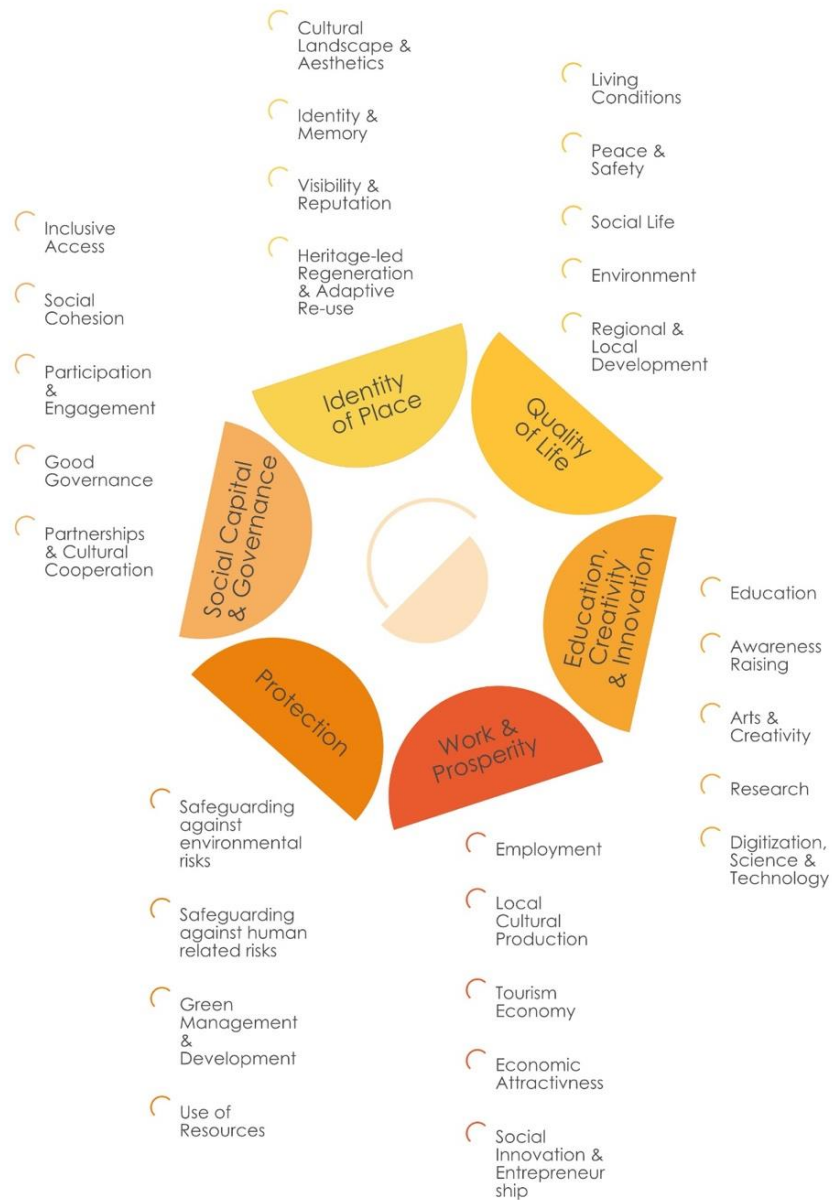 Cultural
Landscape &
Aesthetics
Identity &
Memory
Visibility &
Reputation
Heritage-led
Regeneration
& Adaptive
Re-use
Living
Conditions
Peace &
Safety
Social Life
Environment
Regional &
Local
Development
Inclusive
Access
Social
Cohesion
Participation
&
Engagement
Good
Governance
Partnerships
& Cultural
Cooperation
Identity
of Place
Quality
of Life
Social Capital
& Governance
Education,
Creativity
& Innovation
Protection
Work &
Prosperity
Education
Awareness
Raising
Arts &
Creativity
Research
Digitization,
Science &
Technology
Safeguarding
against
environmental
risks
Safeguarding
against human
related risks
Green
Management
&
Development
Use of
Resources
Employment
Local
Cultural
Production
Tourism
Economy
Economic
Attractivness
Social
Innovation &
Entrepreneur
ship